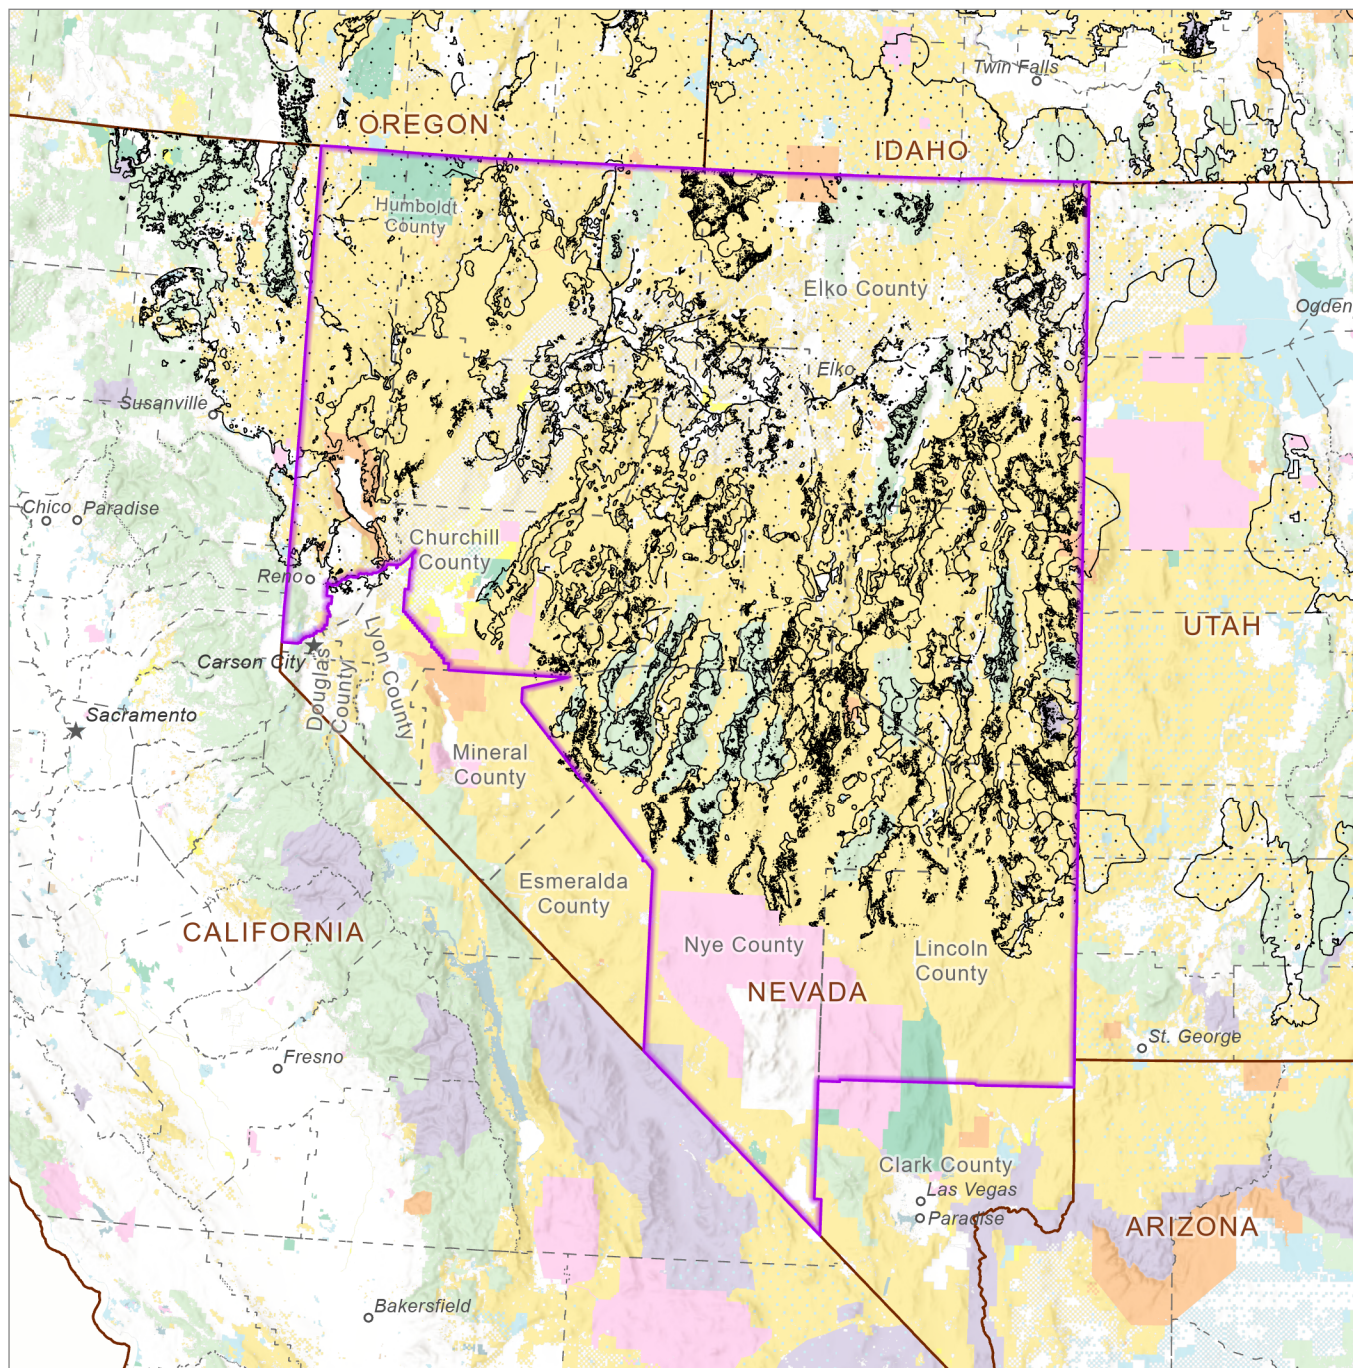 Twin Falls
OREGON
IDAHO
Humboldt
County
Elko County
Ogden
Elko
Susanville
Chico
Paradise
Churchill
County
Reno
UTAH
Lyon County
Douglas
County
Carson City
Sacramento
Mineral
County
Esmeralda
County
CALIFORNIA
Nye County
Lincoln
County
NEVADA
St. George
Fresno
Clark County
Las Vegas
Paradise
ARIZONA
Bakersfield